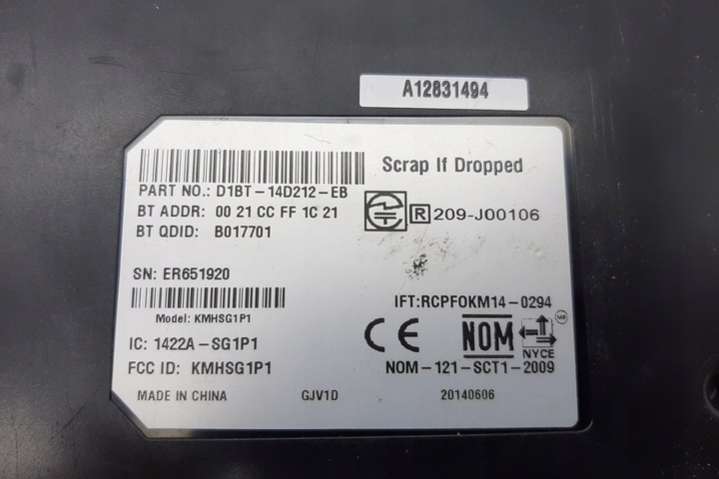 A12831494
Scrap If Dropped
PART NO.: D1BT-14D212-EB
BT ADDR: 00 21 CC FF 1C 21
BT QDID: B017701
R 209-J00106
SN: ER651920
Model: KMHSG1P1
IFT:RCPFOKM14-0294
IC: 1422A-SG1P1
FCC ID: KMHSG1P1
CE NOM NYCE
NOM-121-SCT1-2009
MADE IN CHINA GJV1D 20140606